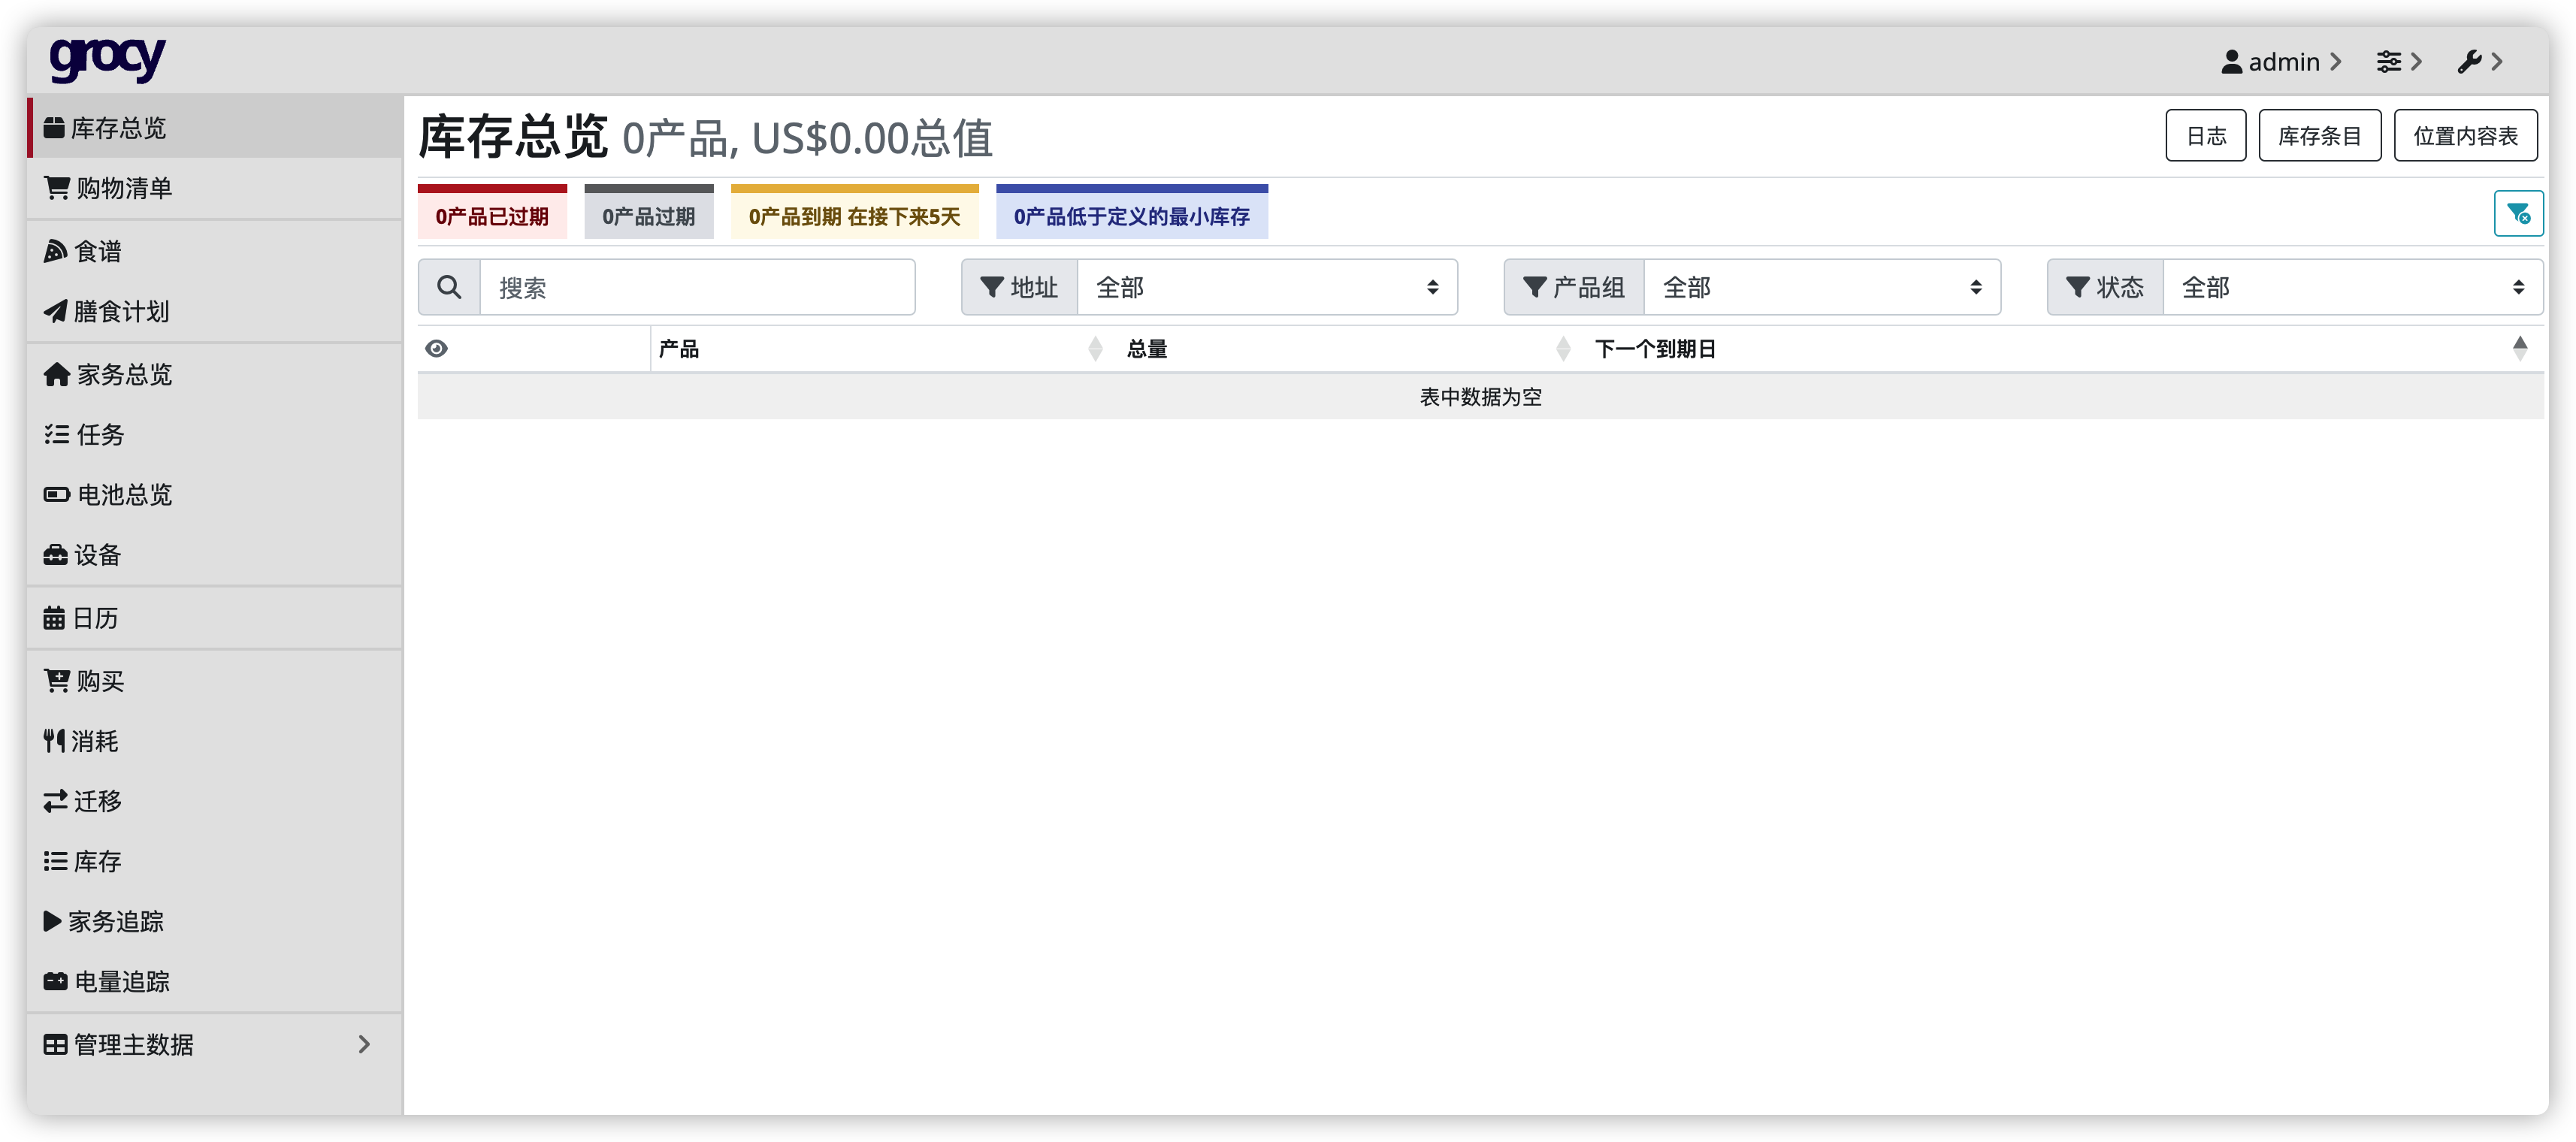 grocy
admin
库存总览
购物清单
食谱
膳食计划
家务总览
任务
电池总览
设备
日历
购买
消耗
迁移
库存
家务追踪
电量追踪
管理主数据
库存总览 0产品, US$0.00总值
日志 库存条目 位置内容表
0产品已过期 0产品过期 0产品到期 在接下来5天 0产品低于定义的最小库存
搜索 地址 全部 产品组 全部 状态 全部
产品 总量 下一个到期日
表中数据为空